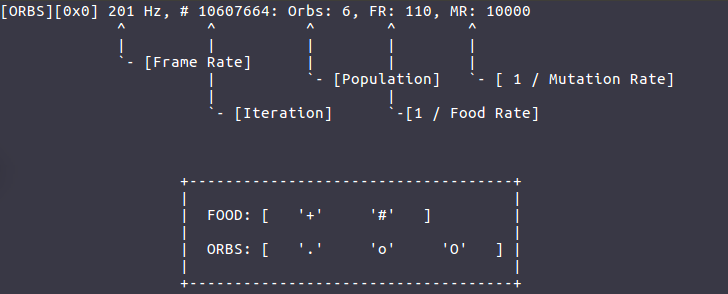 [ORBS][0x0] 201 Hz, # 10607664: Orbs: 6, FR: 110, MR: 10000
             ^          ^           ^         ^         ^
             |          |           |         |         |
             `- [Frame Rate]       |         |         |
                        |           `- [Population]   `- [ 1 / Mutation Rate]
                        |                     |
                        `- [Iteration]       `-[1 / Food Rate]
+------------------------------------+
|                                    |
|  FOOD: [   '+'     '#'   ]         |
|                                    |
|  ORBS: [   '.'     'o'     'O'   ] |
|                                    |
+------------------------------------+